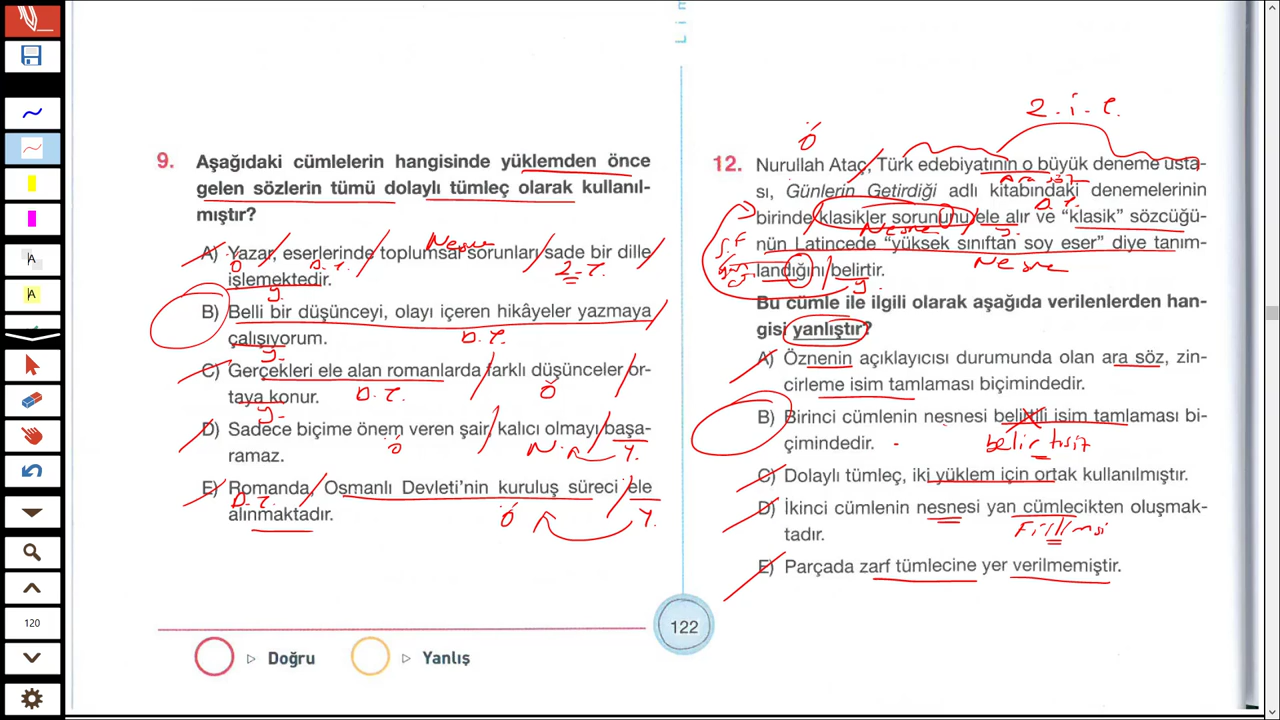 9. Aşağıdaki cümlelerin hangisinde yüklemden önce
gelen sözlerin tümü dolaylı tümleç olarak kullanıl-
mıştır?
Nesne
A) Yazar, eserlerinde toplumsal sorunları sade bir dille
Ö D.T. Z.T.
işlemektedir.
Y.
B) Belli bir düşünceyi, olayı içeren hikâyeler yazmaya
D.T.
çalışıyorum.
Y.
C) Gerçekleri ele alan romanlarda farklı düşünceler or-
D.T. Ö
taya konur.
Y.
D) Sadece biçime önem veren şair, kalıcı olmayı başa-
Ö N. Y.
ramaz.
E) Romanda, Osmanlı Devleti'nin kuruluş süreci ele
D.T. Ö Y.
alınmaktadır.
Doğru
Yanlış
122
Z.İ.T.
Ö
12. Nurullah Ataç, Türk edebiyatının o büyük deneme usta-
Ara söz
sı, Günlerin Getirdiği adlı kitabındaki denemelerinin
D.T.
birinde klasikler sorununu ele alır ve "klasik" sözcüğü-
Nesne Y.
nün Latincede "yüksek sınıftan soy eser" diye tanım-
Nesne
landığını belirtir.
Y.
Bu cümle ile ilgili olarak aşağıda verilenlerden han-
gisi yanlıştır?
A) Öznenin açıklayıcısı durumunda olan ara söz, zin-
cirleme isim tamlaması biçimindedir.
B) Birinci cümlenin nesnesi belirtili isim tamlaması bi-
çimindedir.
belirtisiz
C) Dolaylı tümleç, iki yüklem için ortak kullanılmıştır.
D) İkinci cümlenin nesnesi yan cümlecikten oluşmak-
tadır.
Fiilimsi
E) Parçada zarf tümlecine yer verilmemiştir.
120